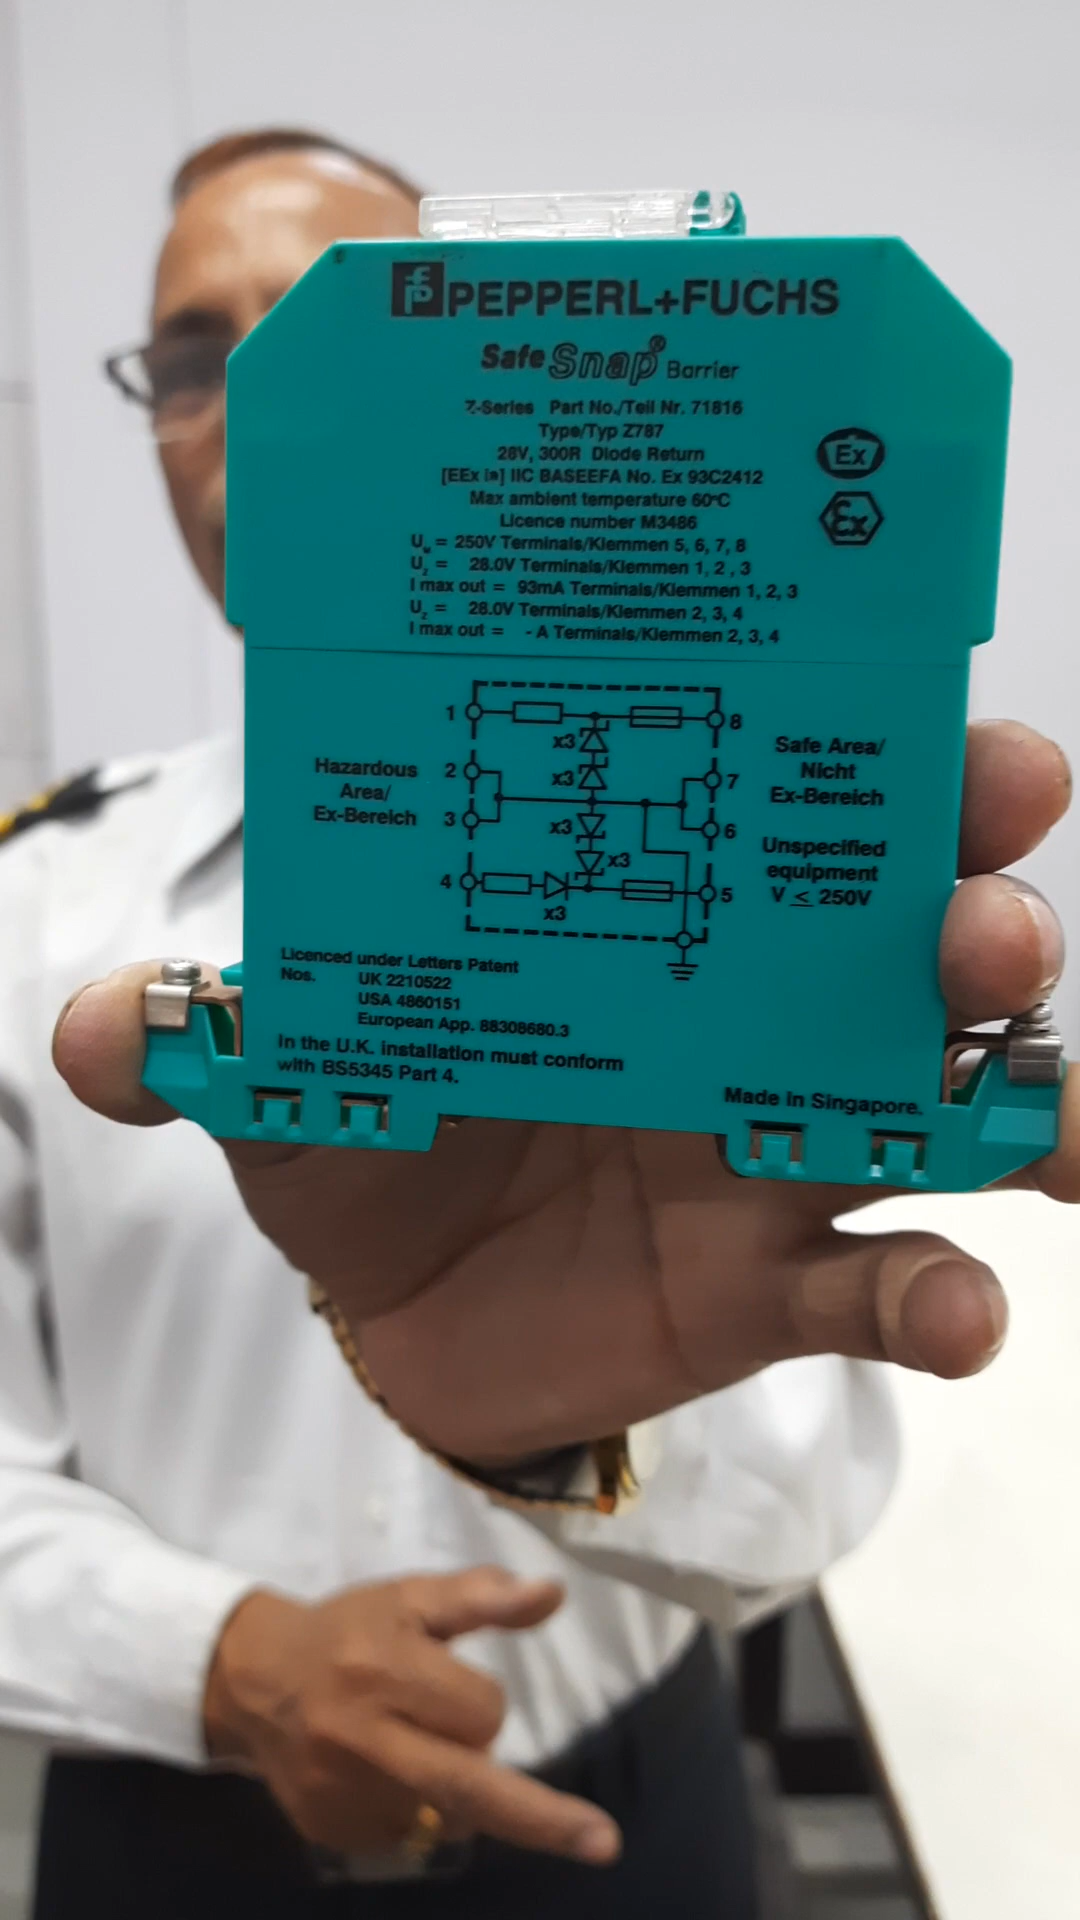 PEPPERL+FUCHS
Safe Snap® Barrier
Z-Series Part No./Teil Nr. 71816
Type/Typ Z787
28V, 300R Diode Return
[EEx ia] IIC BASEEFA No. Ex 93C2412
Max ambient temperature 60°C
Licence number M3486
Um = 250V Terminals/Klemmen 5, 6, 7, 8
Uz = 28.0V Terminals/Klemmen 1, 2 , 3
I max out = 93mA Terminals/Klemmen 1, 2, 3
Uz = 28.0V Terminals/Klemmen 2, 3, 4
I max out = - A Terminals/Klemmen 2, 3, 4
Ex
Ex
1
8
x3
Hazardous
Area/
Ex-Bereich
2
x3
7
Safe Area/
Nicht
Ex-Bereich
3
x3
6
x3
Unspecified
equipment
V ≤ 250V
4
x3
5
Licenced under Letters Patent
Nos. UK 2210522
USA 4860151
European App. 88308680.3
In the U.K. installation must conform
with BS5345 Part 4.
Made in Singapore.